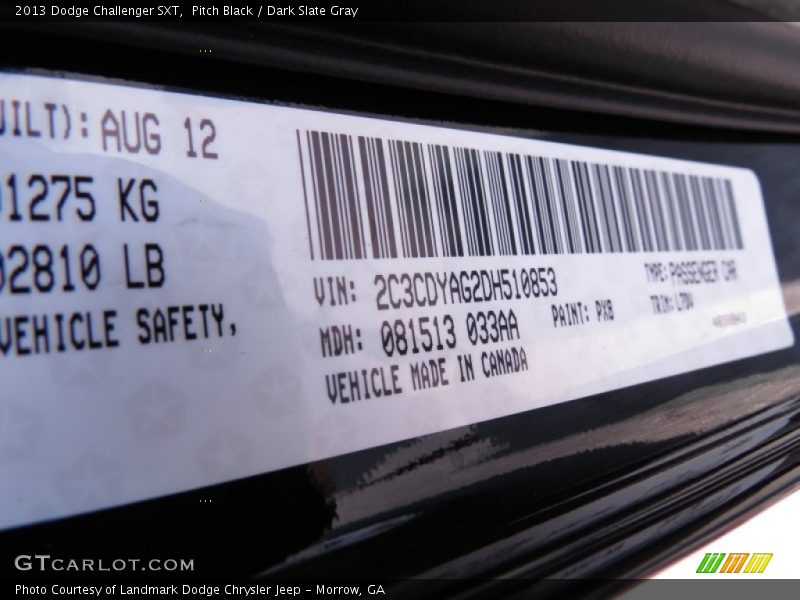 2013 Dodge Challenger SXT, Pitch Black / Dark Slate Gray
UILT): AUG 12
1275 KG
2810 LB
VEHICLE SAFETY,
VIN: 2C3CDYAG2DH510853
TYPE: PASSENGER CAR
MDH: 081513 033AA
PAINT: PX8
TRIM:
VEHICLE MADE IN CANADA
GTCARLOT.COM
Photo Courtesy of Landmark Dodge Chrysler Jeep - Morrow, GA